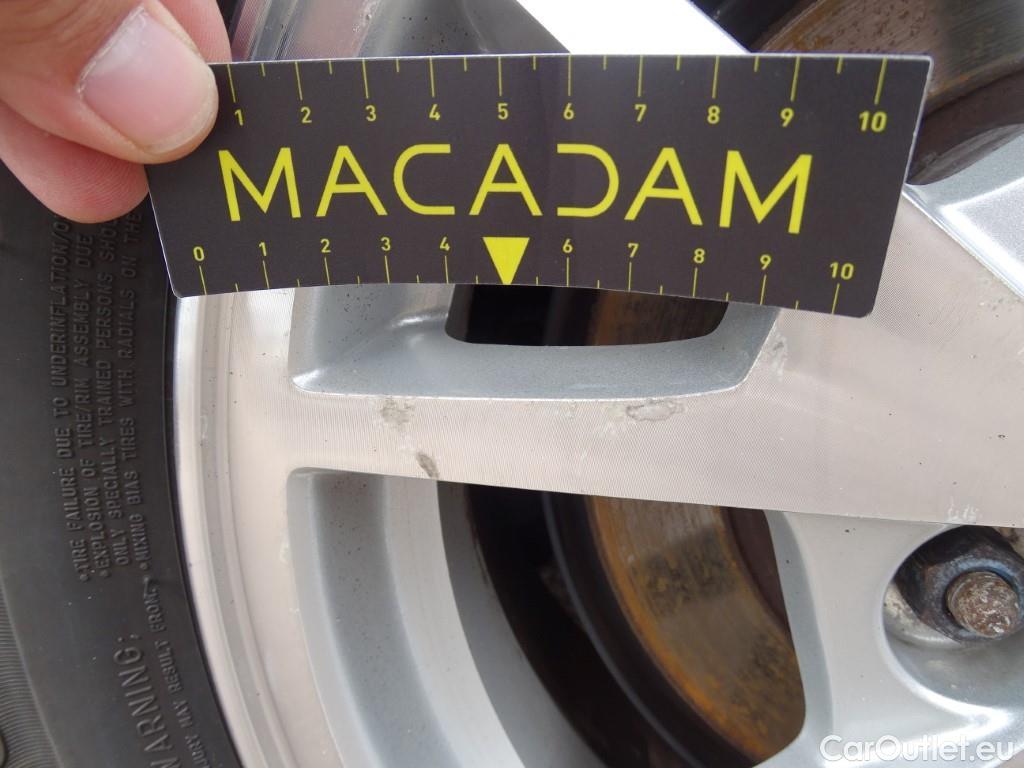 1 2 3 4 5 6 7 8 9 10
MACADAM
0 1 2 3 4 6 7 8 9 10
•TIRE FAILURE DUE TO UNDERINFLATION/O
•EXPLOSION OF TIRE/RIM ASSEMBLY DUE
ONLY SPECIALLY TRAINED PERSONS SHOU
•MIXING BIAS TIRES WITH RADIALS ON THE
WARNING:
MAY RESULT FROM:
CarOutlet.eu